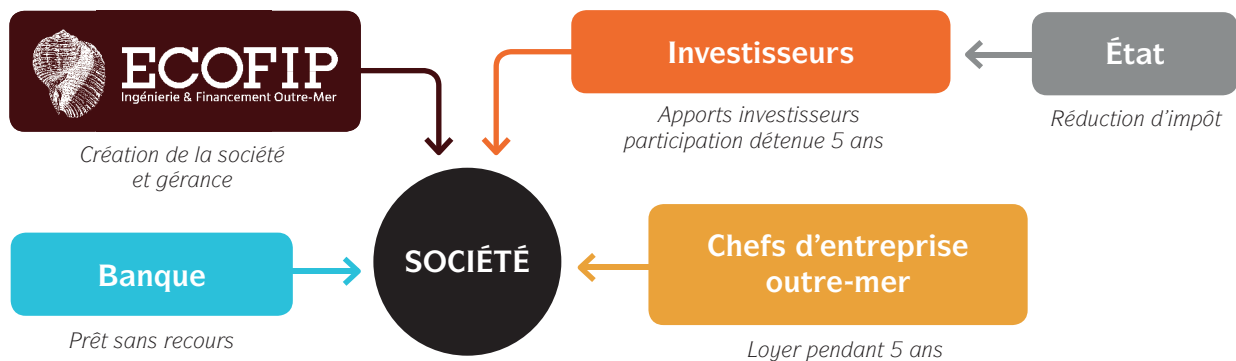 ECOFIP
Ingénierie & Financement Outre-Mer
Création de la société
et gérance
Investisseurs
Apports investisseurs
participation détenue 5 ans
État
Réduction d'impôt
SOCIÉTÉ
Banque
Prêt sans recours
Chefs d'entreprise
outre-mer
Loyer pendant 5 ans